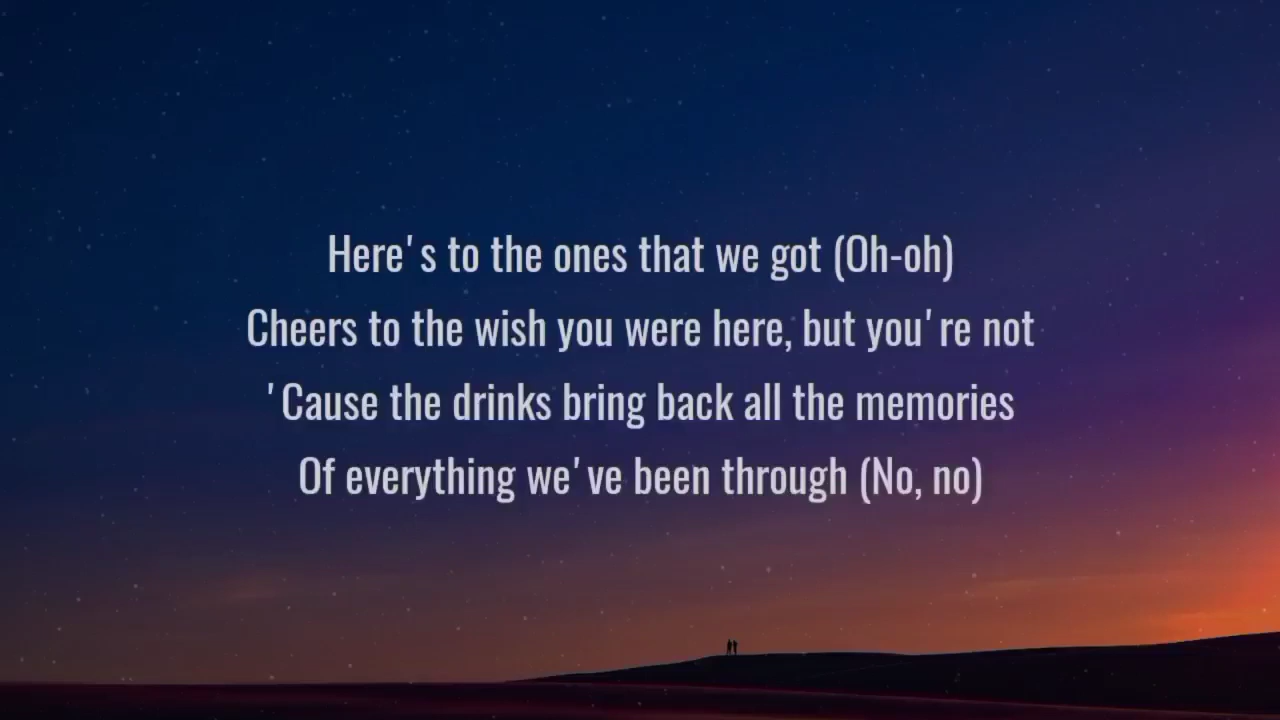 Here's to the ones that we got (Oh-oh)
Cheers to the wish you were here, but you're not
'Cause the drinks bring back all the memories
Of everything we've been through (No, no)